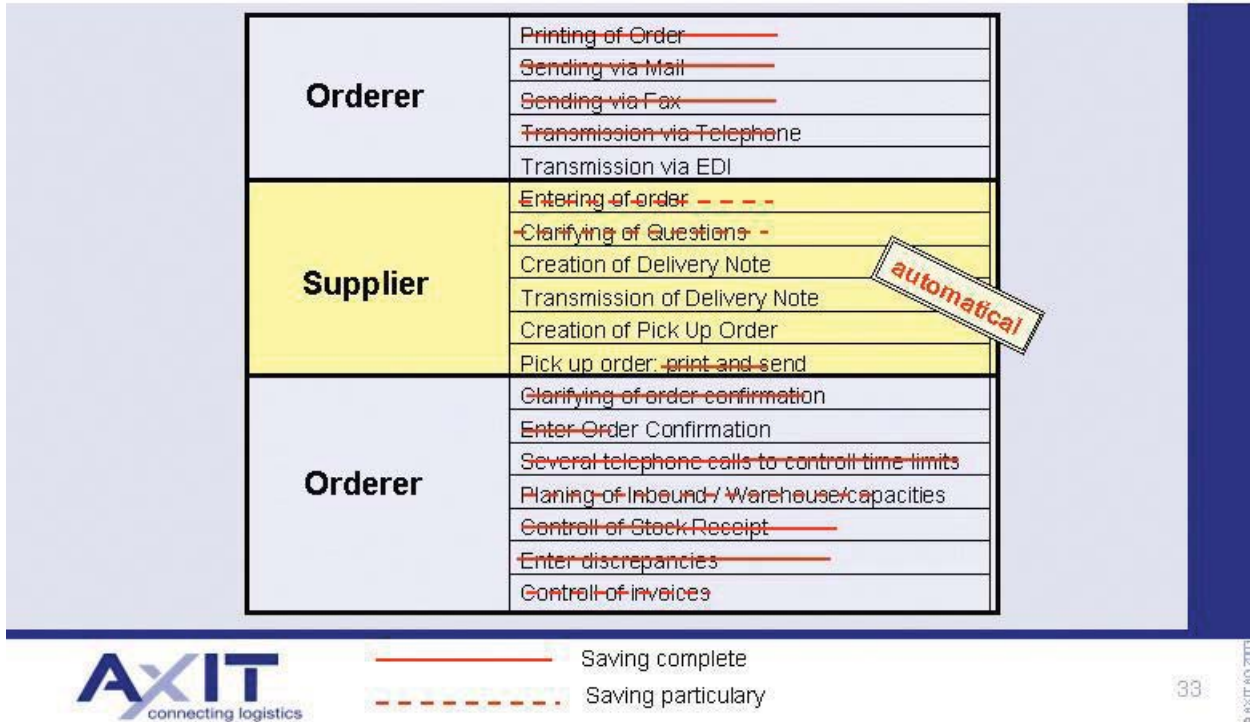 Orderer
Printing of Order
Sending via Mail
Sending via Fax
Transmission via Telephone
Transmission via EDI
Supplier
Entering of order
Clarifying of Questions
Creation of Delivery Note
Transmission of Delivery Note
Creation of Pick Up Order
Pick up order: print and send
automatical
Orderer
Clarifying of order confirmation
Enter Order Confirmation
Several telephone calls to controll time limits
Planing of Inbound / Warehouse/capacities
Controll of Stock Receipt
Enter discrepancies
Controll of invoices
AXIT
connecting logistics
Saving complete
Saving particulary
33